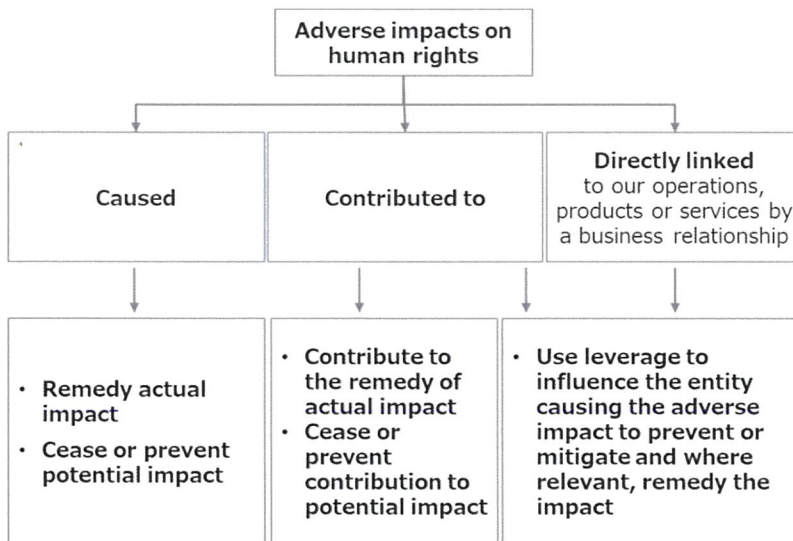 Adverse impacts on
human rights
Caused
Contributed to
Directly linked
to our operations,
products or services by
a business relationship
• Remedy actual
impact
• Cease or prevent
potential impact
• Contribute to
the remedy of
actual impact
• Cease or
prevent
contribution to
potential impact
• Use leverage to
influence the entity
causing the adverse
impact to prevent or
mitigate and where
relevant, remedy the
impact